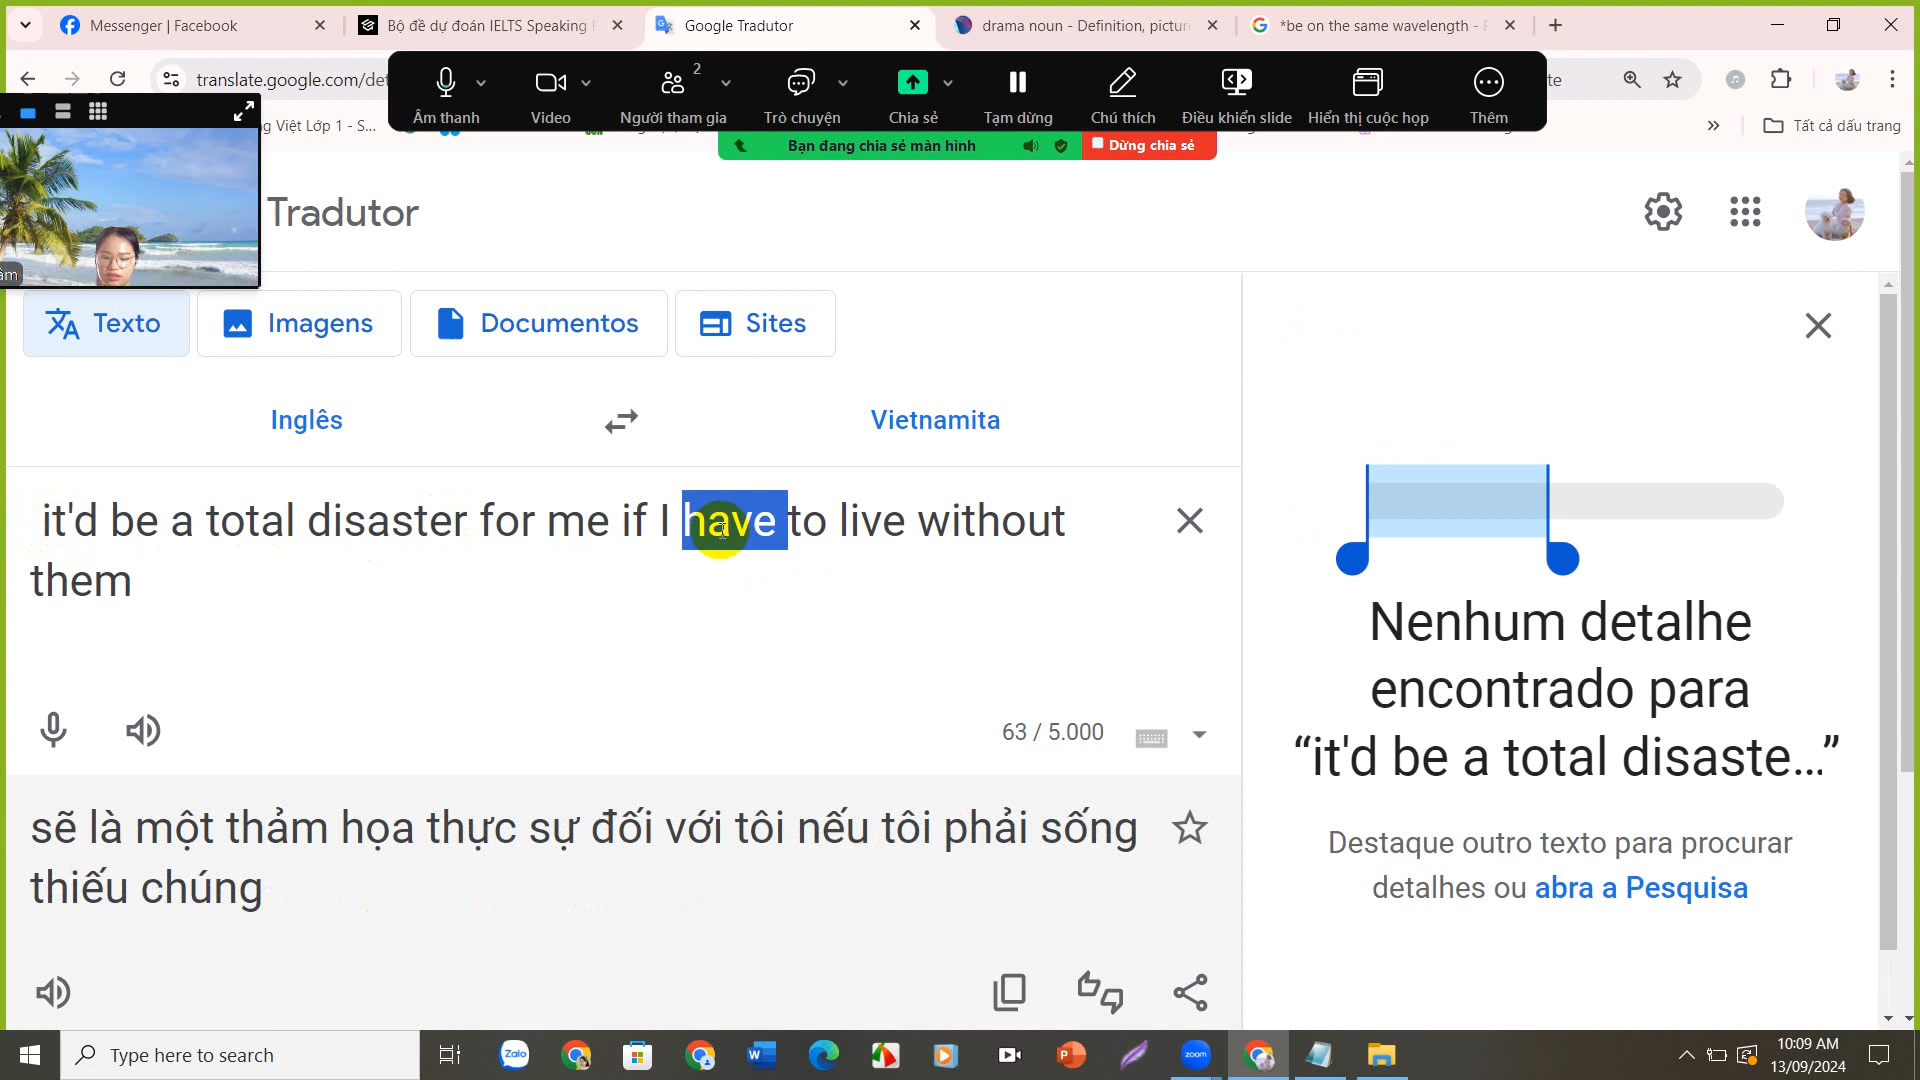 Messenger | Facebook
Bộ đề dự đoán IELTS Speaking
Google Tradutor
drama noun - Definition, pictur
*be on the same wavelength -
translate.google.com/det
2
Âm thanh
Video
Người tham gia
Trò chuyện
Chia sẻ
Tạm dừng
Chú thích
Điều khiển slide
Hiển thị cuộc họp
Thêm
g Việt Lớp 1 - S...
Bạn đang chia sẻ màn hình
Dừng chia sẻ
Tất cả dấu trang
Tradutor
Texto
Imagens
Documentos
Sites
Inglês
Vietnamita
it'd be a total disaster for me if I have to live without
them
63 / 5.000
sẽ là một thảm họa thực sự đối với tôi nếu tôi phải sống
thiếu chúng
Nenhum detalhe
encontrado para
“it'd be a total disaste...”
Destaque outro texto para procurar
detalhes ou abra a Pesquisa
Type here to search
Zalo
zoom
10:09 AM
13/09/2024